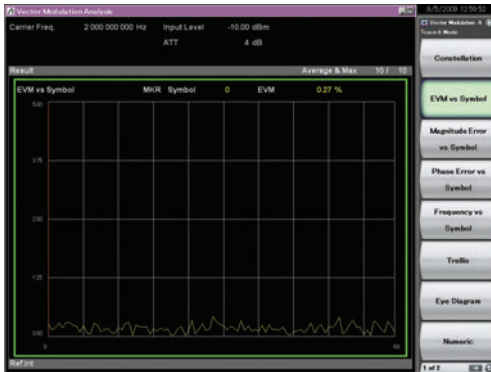 Vector Modulation Analysis
8/5/2009 12:59:52
Carrier Freq. 2 000 000 000 Hz Input Level -10.00 dBm
ATT 4 dB
Vector Modulation A
Trace & Mode
Result Average & Max 10 / 10
EVM vs Symbol MKR Symbol 0 EVM 0.27 %
5.00
3.75
2.50
1.25
0.00
0 99
Ref.Int
Constellation
EVM vs Symbol
Magnitude Error
vs Symbol
Phase Error vs
Symbol
Frequency vs
Symbol
Trellis
Eye Diagram
Numeric
1 of 2